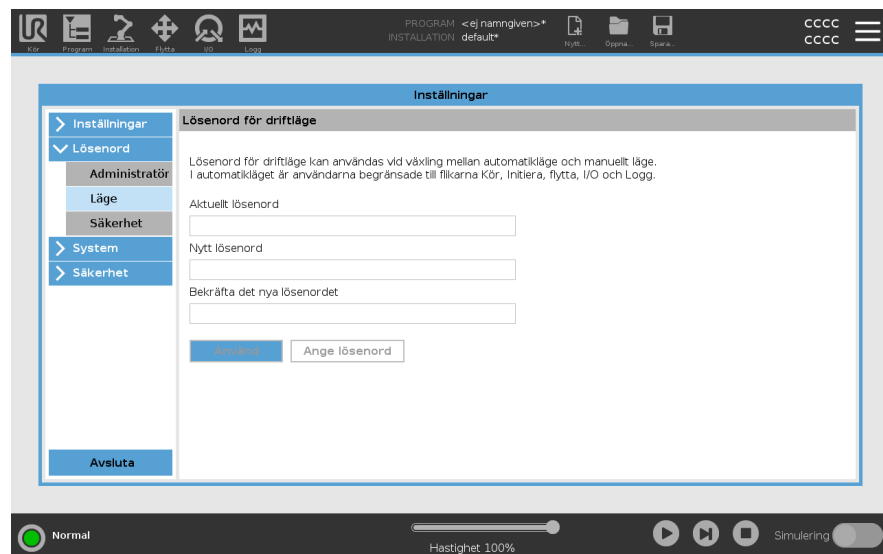 PROGRAM <ej namngiven>*
INSTALLATION default*
CCCC
CCCC
UR
Kör
Program
Installation
Flytta
I/O
Logg
Nytt...
Öppna...
Spara...
Inställningar
Inställningar
Lösenord
Administratör
Läge
Säkerhet
System
Säkerhet
Avsluta
Lösenord för driftläge
Lösenord för driftläge kan användas vid växling mellan automatikläge och manuellt läge.
I automatikläget är användarna begränsade till flikarna Kör, Initiera, flytta, I/O och Logg.
Aktuellt lösenord
Nytt lösenord
Bekräfta det nya lösenordet
Använd
Ange lösenord
Normal
Hastighet 100%
Simulering